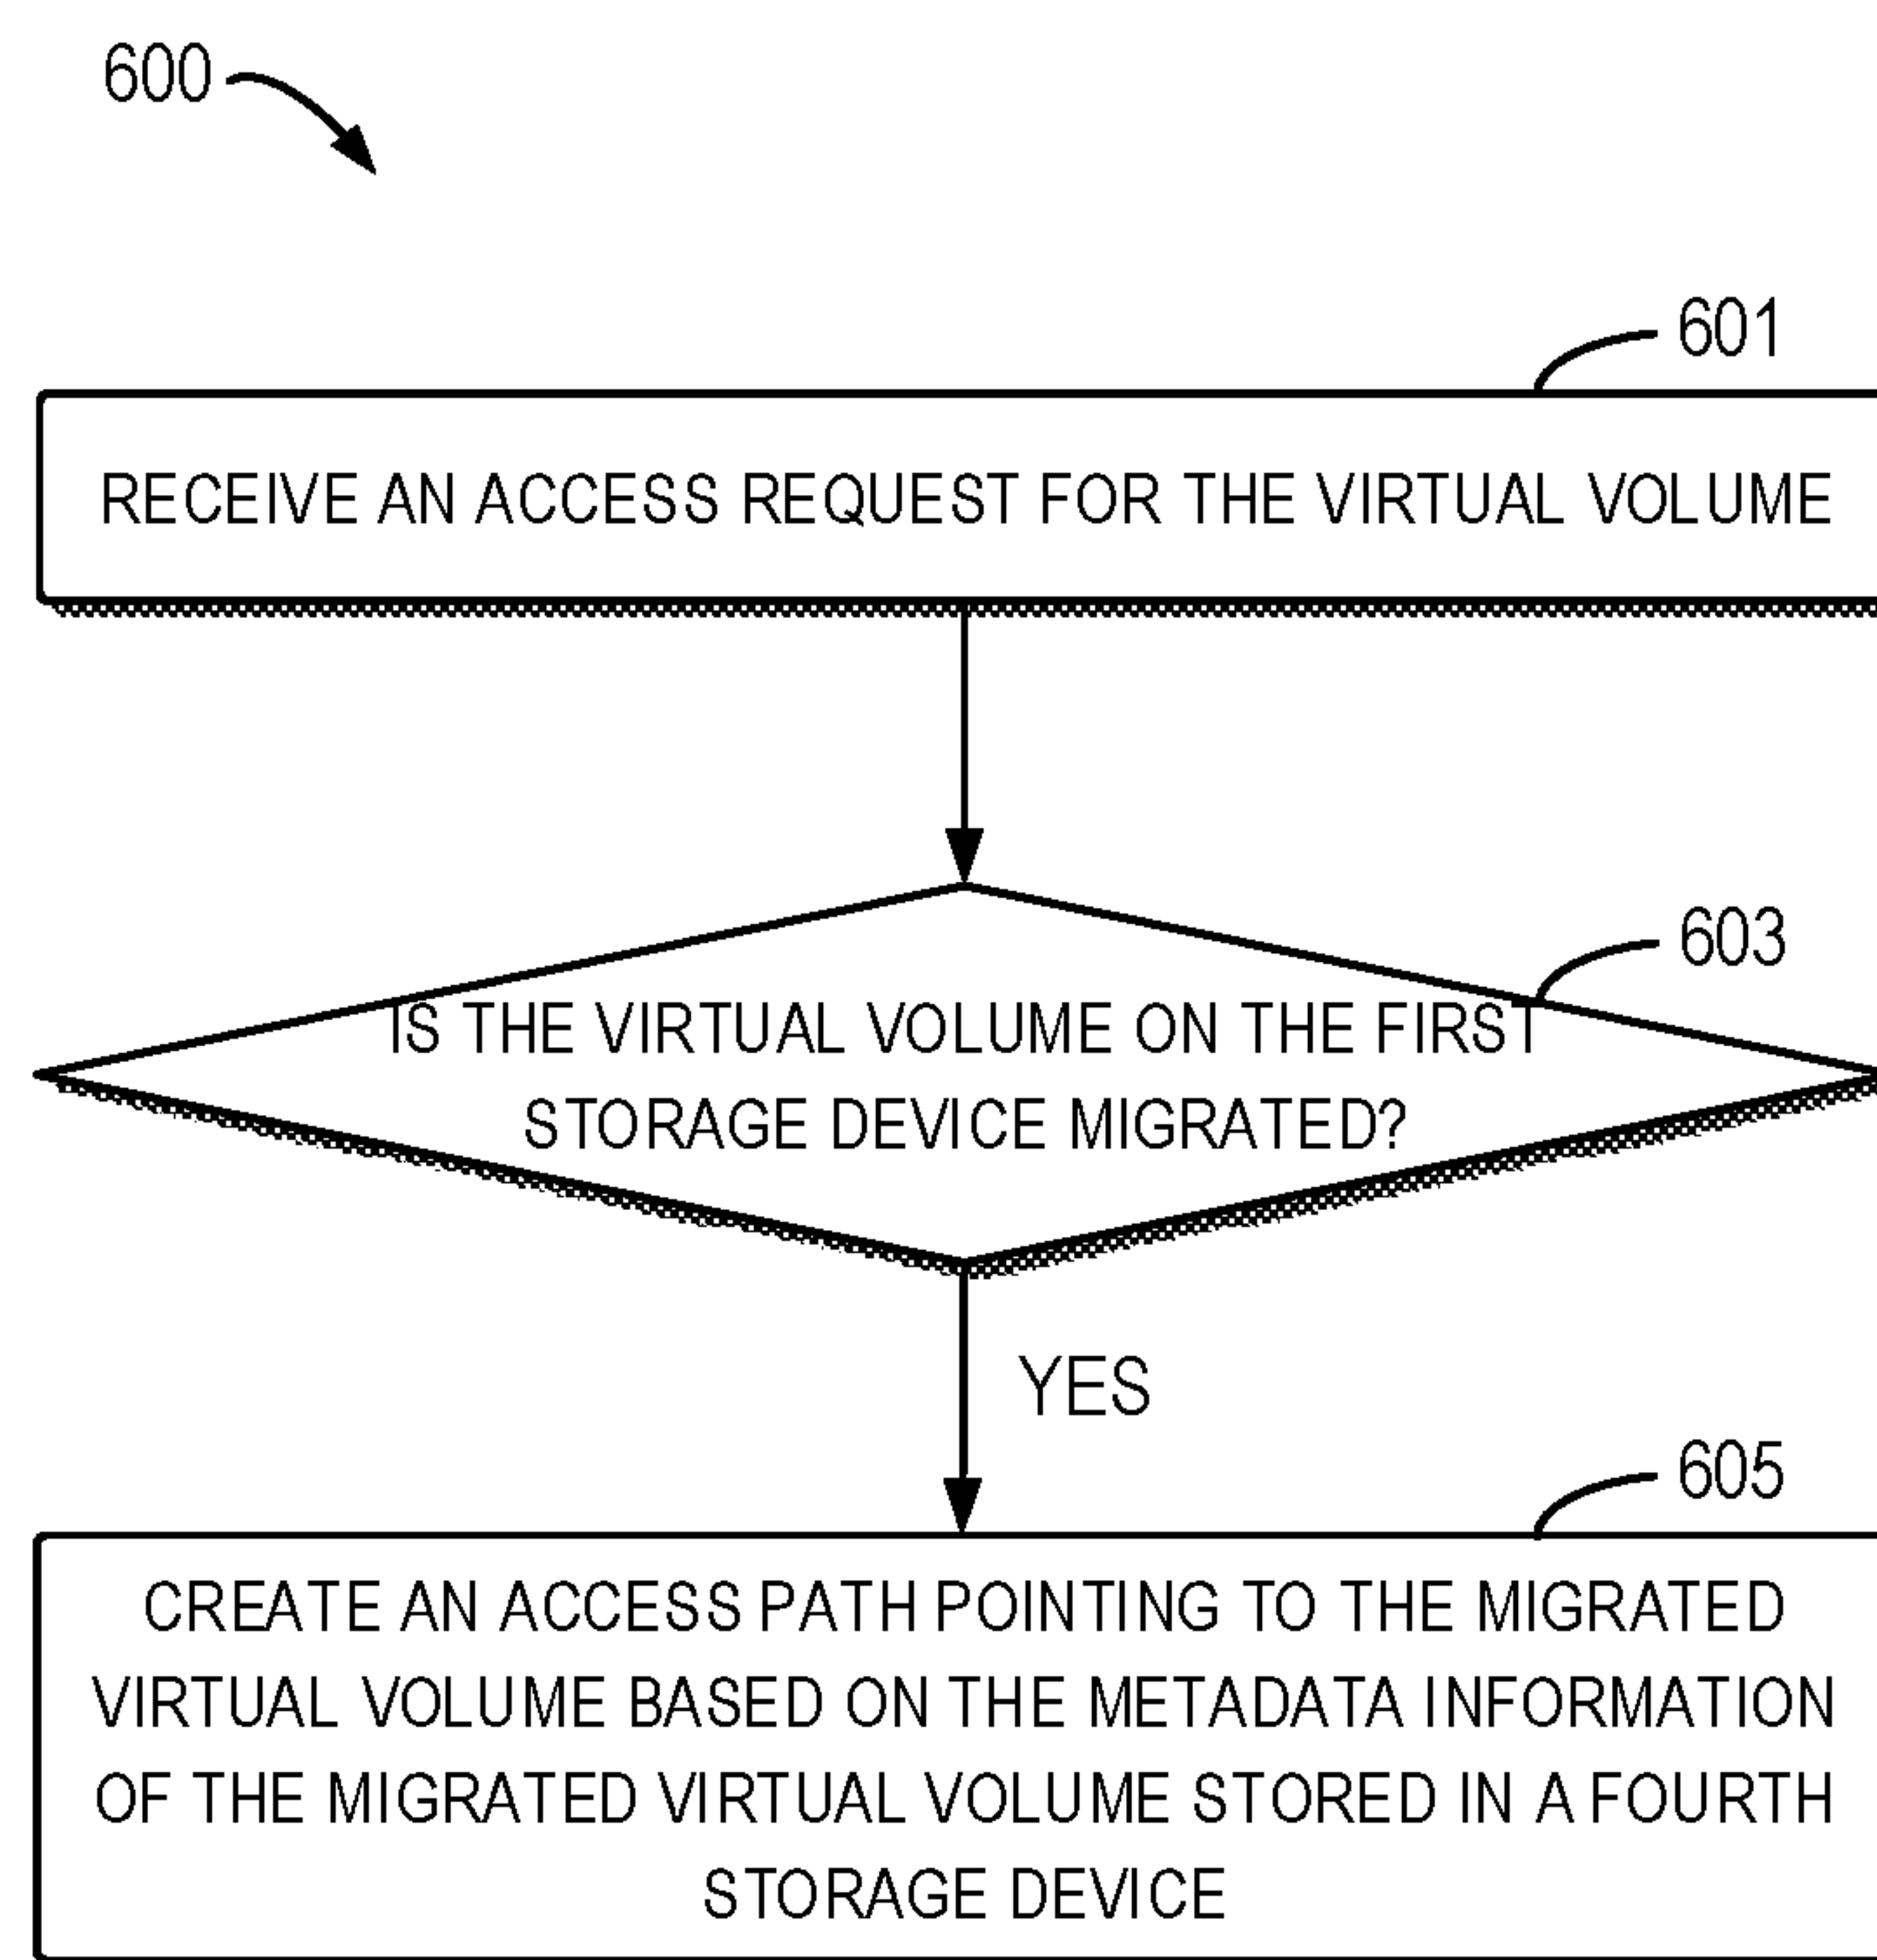 600
601
RECEIVE AN ACCESS REQUEST FOR THE VIRTUAL VOLUME
603
IS THE VIRTUAL VOLUME ON THE FIRST
STORAGE DEVICE MIGRATED?
YES
605
CREATE AN ACCESS PATH POINTING TO THE MIGRATED
VIRTUAL VOLUME BASED ON THE METADATA INFORMATION
OF THE MIGRATED VIRTUAL VOLUME STORED IN A FOURTH
STORAGE DEVICE